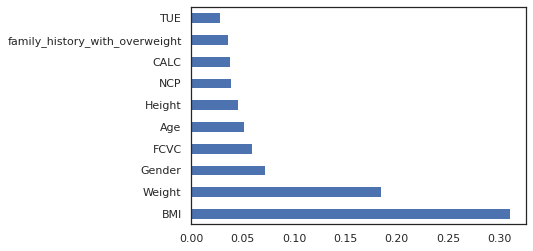 TUE
family_history_with_overweight
CALC
NCP
Height
Age
FCVC
Gender
Weight
BMI
0.00 0.05 0.10 0.15 0.20 0.25 0.30